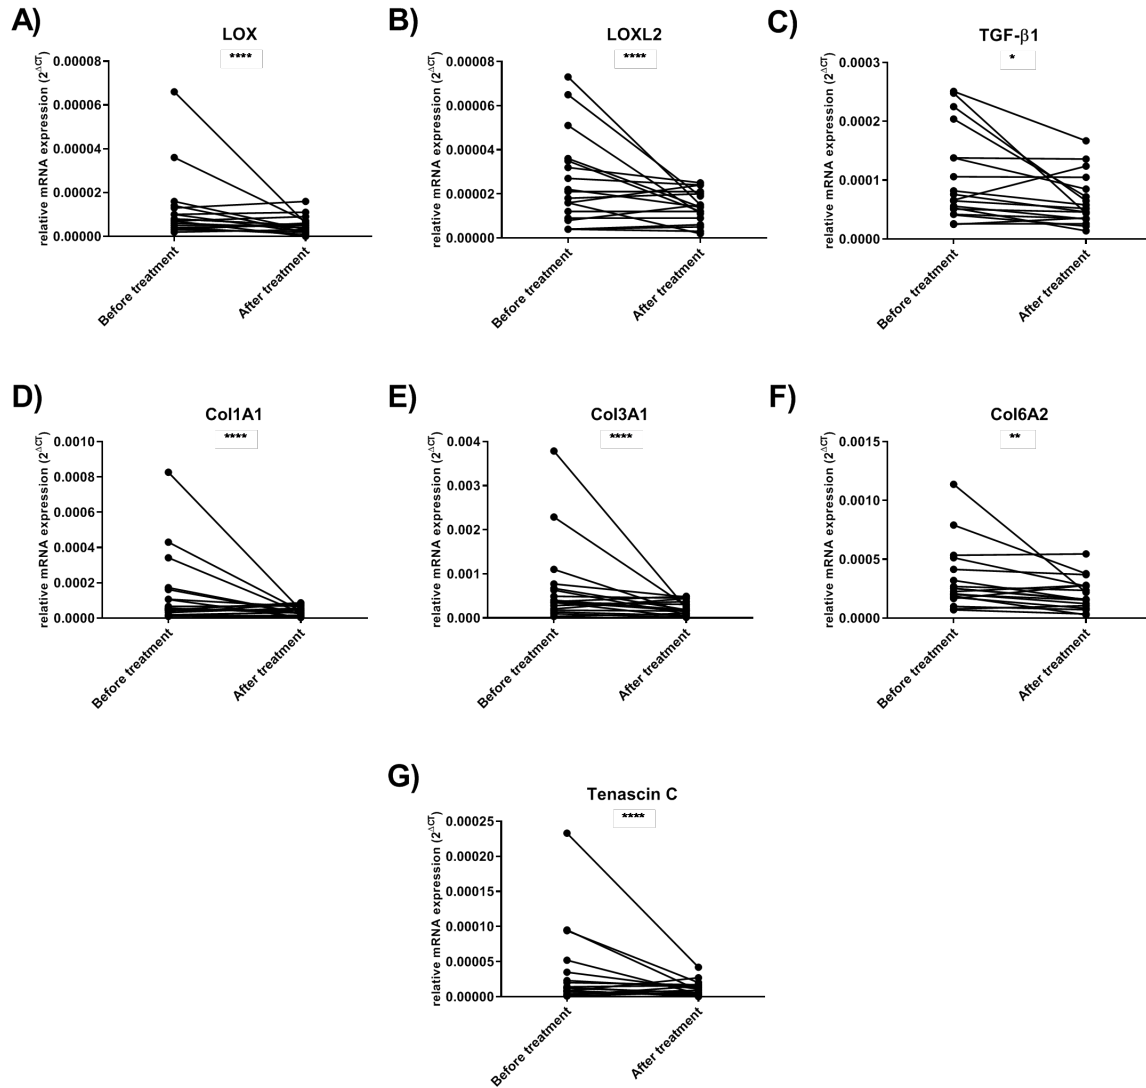 A)
LOX
****
relative mRNA expression (2^ΔCT)
0.00008
0.00006
0.00004
0.00002
0.00000
Before treatment
After treatment
B)
LOXL2
****
relative mRNA expression (2^ΔCT)
0.00008
0.00006
0.00004
0.00002
0.00000
Before treatment
After treatment
C)
TGF-β1
*
relative mRNA expression (2^ΔCT)
0.0003
0.0002
0.0001
0.0000
Before treatment
After treatment
D)
Col1A1
****
relative mRNA expression (2^ΔCT)
0.0010
0.0008
0.0006
0.0004
0.0002
0.0000
Before treatment
After treatment
E)
Col3A1
****
relative mRNA expression (2^ΔCT)
0.004
0.003
0.002
0.001
0.000
Before treatment
After treatment
F)
Col6A2
**
relative mRNA expression (2^ΔCT)
0.0015
0.0010
0.0005
0.0000
Before treatment
After treatment
G)
Tenascin C
****
relative mRNA expression (2^ΔCT)
0.00025
0.00020
0.00015
0.00010
0.00005
0.00000
Before treatment
After treatment